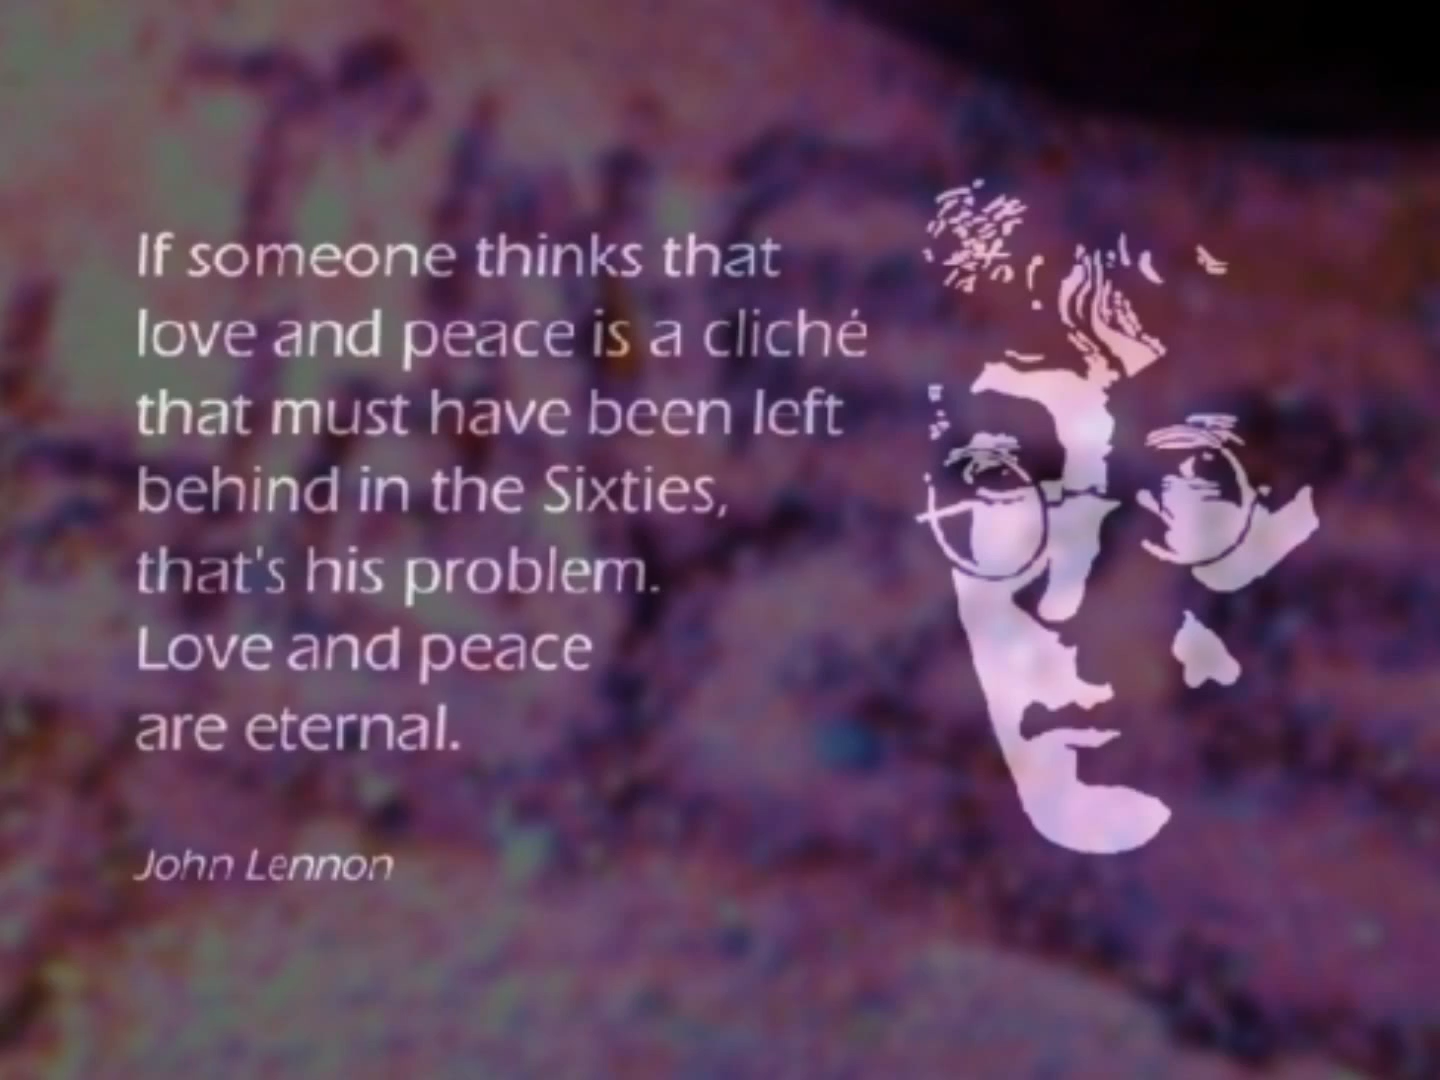 If someone thinks that
love and peace is a cliché
that must have been left
behind in the Sixties,
that's his problem.
Love and peace
are eternal.
John Lennon